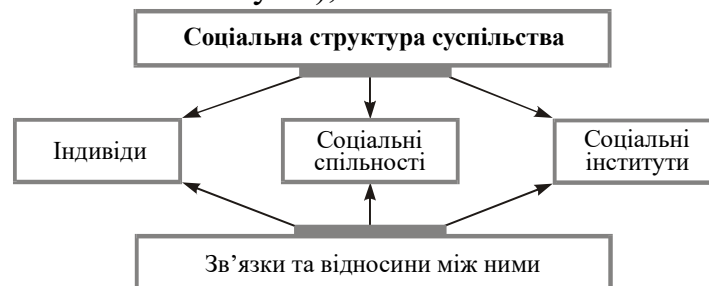 Соціальна структура суспільства
Індивіди
Соціальні
спільності
Соціальні
інститути
Зв’язки та відносини між ними